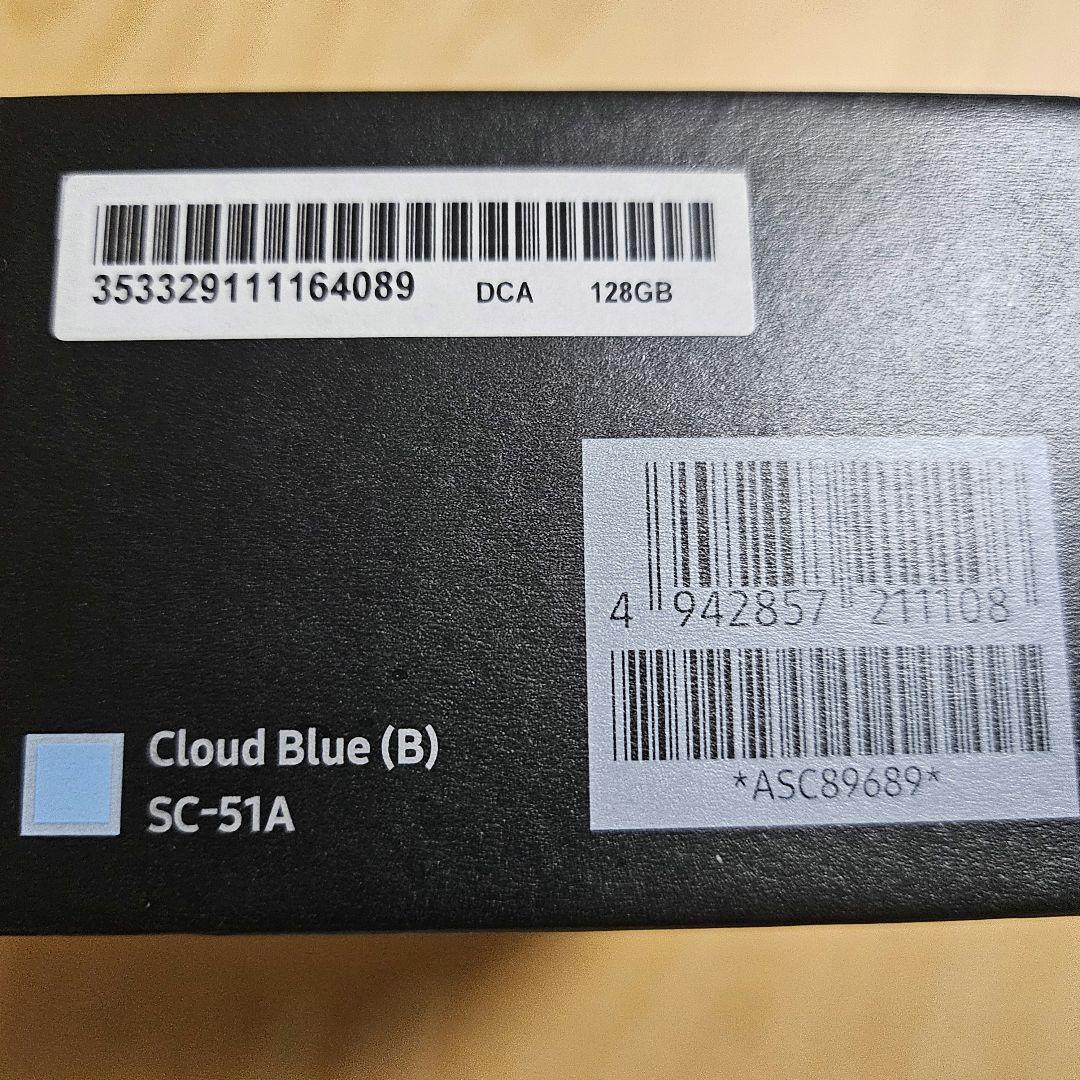 353329111164089 DCA 128GB
4 942857 211108
*ASC89689*
Cloud Blue (B)
SC-51A